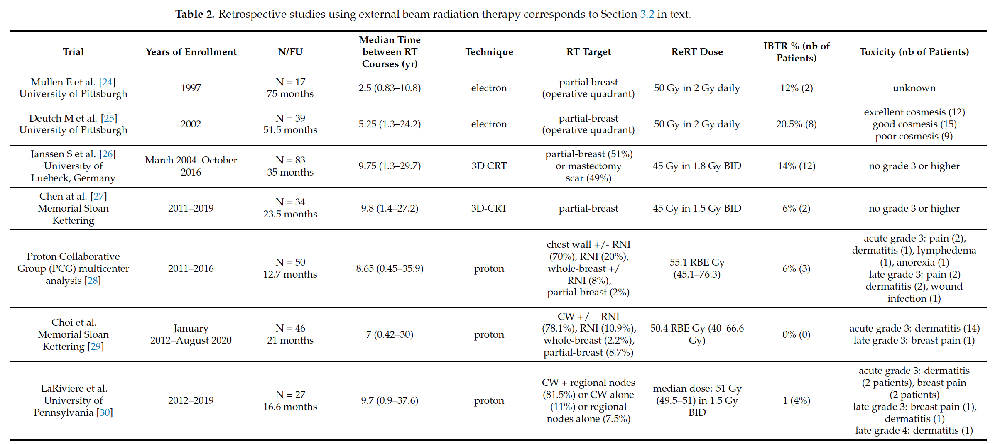 Table 2. Retrospective studies using external beam radiation therapy corresponds to Section 3.2 in text.
Trial
Years of Enrollment
N/FU
Median Time
between RT
Courses (yr)
Technique
RT Target
ReRT Dose
IBTR % (nb of
Patients)
Toxicity (nb of Patients)
Mullen E et al. [24]
University of Pittsburgh
1997
N = 17
75 months
2.5 (0.83–10.8)
electron
partial breast
(operative quadrant)
50 Gy in 2 Gy daily
12% (2)
unknown
Deutch M et al. [25]
University of Pittsburgh
2002
N = 39
51.5 months
5.25 (1.3–24.2)
electron
partial-breast
(operative quadrant)
50 Gy in 2 Gy daily
20.5% (8)
excellent cosmesis (12)
good cosmesis (15)
poor cosmesis (9)
Janssen S et al. [26]
University of
Luebeck, Germany
March 2004–October
2016
N = 83
35 months
9.75 (1.3–29.7)
3D CRT
partial-breast (51%)
or mastectomy
scar (49%)
45 Gy in 1.8 Gy BID
14% (12)
no grade 3 or higher
Chen at al. [27]
Memorial Sloan
Kettering
2011–2019
N = 34
23.5 months
9.8 (1.4–27.2)
3D-CRT
partial-breast
45 Gy in 1.5 Gy BID
6% (2)
no grade 3 or higher
Proton Collaborative
Group (PCG) multicenter
analysis [28]
2011–2016
N = 50
12.7 months
8.65 (0.45–35.9)
proton
chest wall +/- RNI
(70%), RNI (20%),
whole-breast +/−
RNI (8%),
partial-breast (2%)
55.1 RBE Gy
(45.1–76.3)
6% (3)
acute grade 3: pain (2),
dermatitis (1), lymphedema
(1), anorexia (1)
late grade 3: pain (2)
dermatitis (2), wound
infection (1)
Choi et al.
Memorial Sloan
Kettering [29]
January
2012–August 2020
N = 46
21 months
7 (0.42–30)
proton
CW +/− RNI
(78.1%), RNI (10.9%),
whole-breast (2.2%),
partial-breast (8.7%)
50.4 RBE Gy (40–66.6
Gy)
0% (0)
acute grade 3: dermatitis (14)
late grade 3: breast pain (1)
LaRiviere et al.
University of
Pennsylvania [30]
2012–2019
N = 27
16.6 months
9.7 (0.9–37.6)
proton
CW + regional nodes
(81.5%) or CW alone
(11%) or regional
nodes alone (7.5%)
median dose: 51 Gy
(49.5–51) in 1.5 Gy
BID
1 (4%)
acute grade 3: dermatitis
(2 patients), breast pain
(2 patients)
late grade 3: breast pain (1),
dermatitis (1)
late grade 4: dermatitis (1)